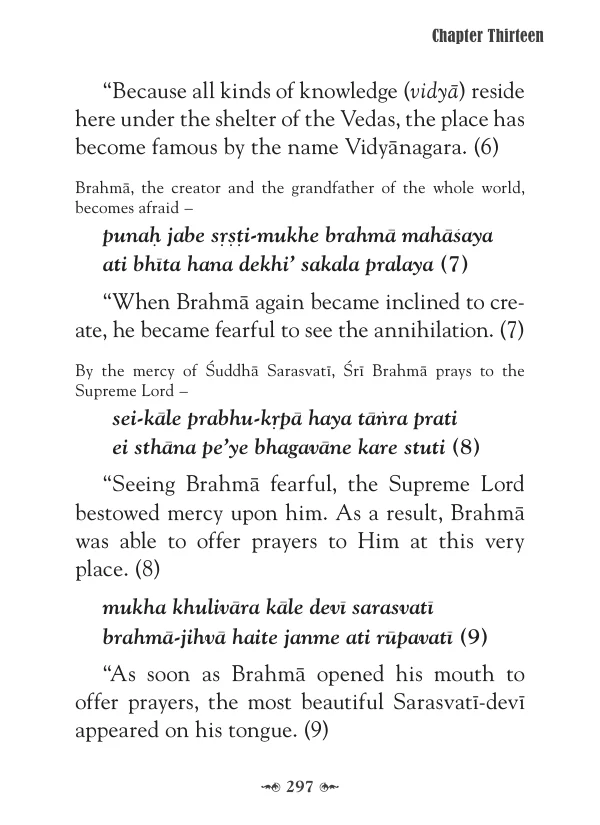 Chapter Thirteen
“Because all kinds of knowledge (vidyā) reside
here under the shelter of the Vedas, the place has
become famous by the name Vidyānagara. (6)
Brahmā, the creator and the grandfather of the whole world,
becomes afraid –
punaḥ jabe sṛṣṭi-mukhe brahmā mahāśaya
ati bhīta hana dekhi’ sakala pralaya (7)
“When Brahmā again became inclined to cre-
ate, he became fearful to see the annihilation. (7)
By the mercy of Śuddhā Sarasvatī, Śrī Brahmā prays to the
Supreme Lord –
sei-kāle prabhu-kṛpā haya tāṅra prati
ei sthāna pe’ye bhagavāne kare stuti (8)
“Seeing Brahmā fearful, the Supreme Lord
bestowed mercy upon him. As a result, Brahmā
was able to offer prayers to Him at this very
place. (8)
mukha khulivāra kāle devī sarasvatī
brahmā-jihvā haite janme ati rūpavatī (9)
“As soon as Brahmā opened his mouth to
offer prayers, the most beautiful Sarasvatī-devī
appeared on his tongue. (9)
297